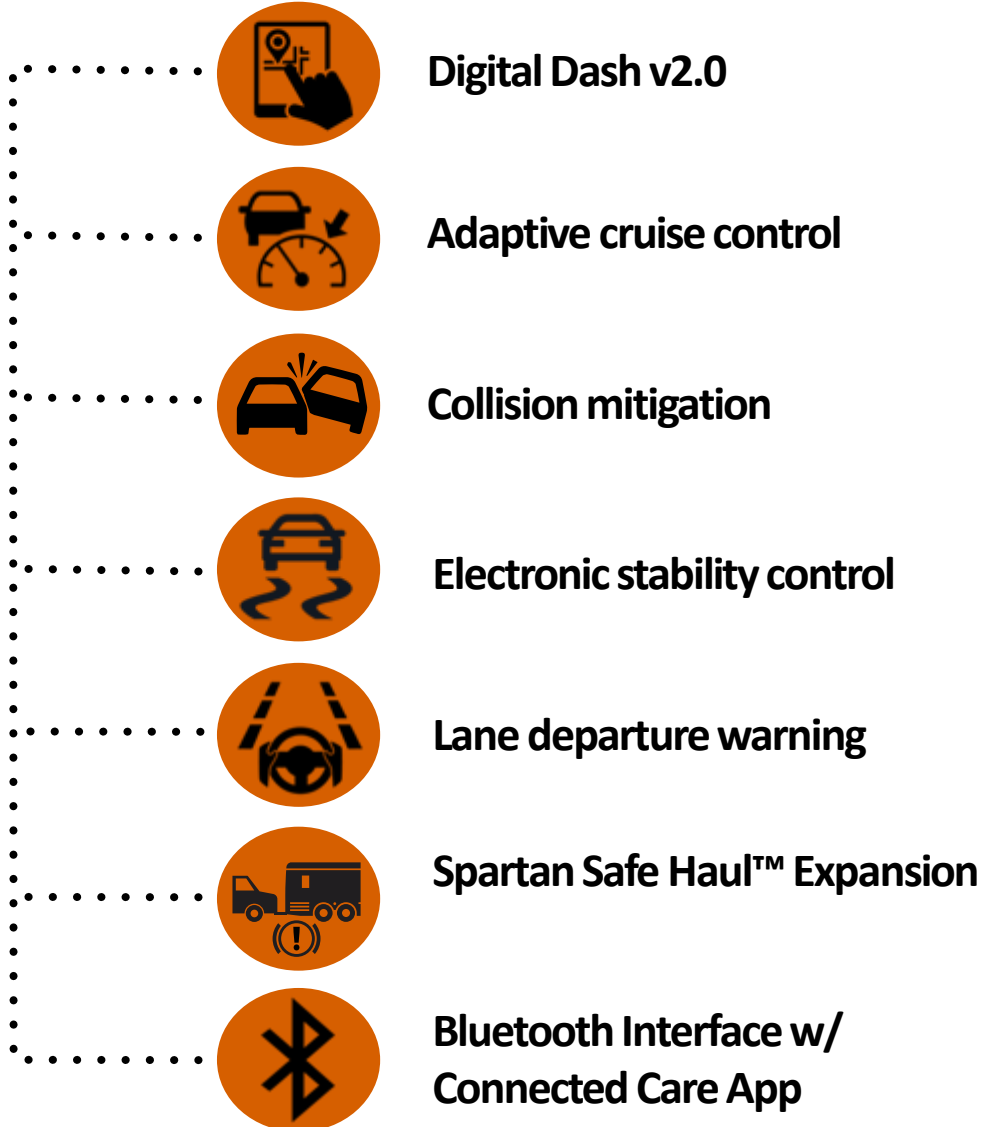 Digital Dash v2.0
Adaptive cruise control
Collision mitigation
Electronic stability control
Lane departure warning
Spartan Safe Haul™ Expansion
Bluetooth Interface w/
Connected Care App